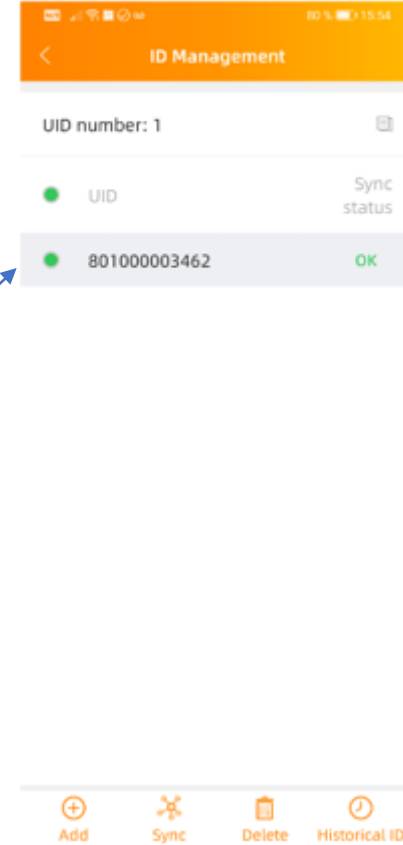 80 % 15:54
ID Management
UID number: 1
UID Sync
status
801000003462 OK
Add Sync Delete Historical ID